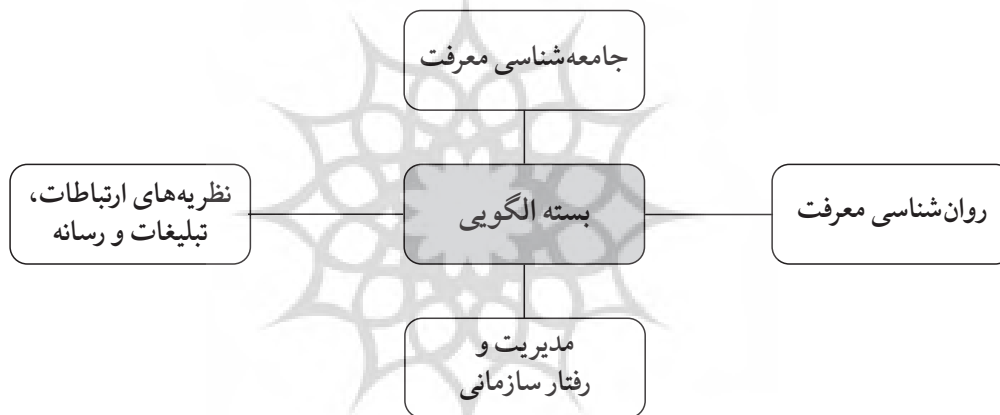 جامعه‌شناسی معرفت
روان‌شناسی معرفت
بسته الگویی
نظریه‌های ارتباطات،
تبلیغات و رسانه
مدیریت و
رفتار سازمانی